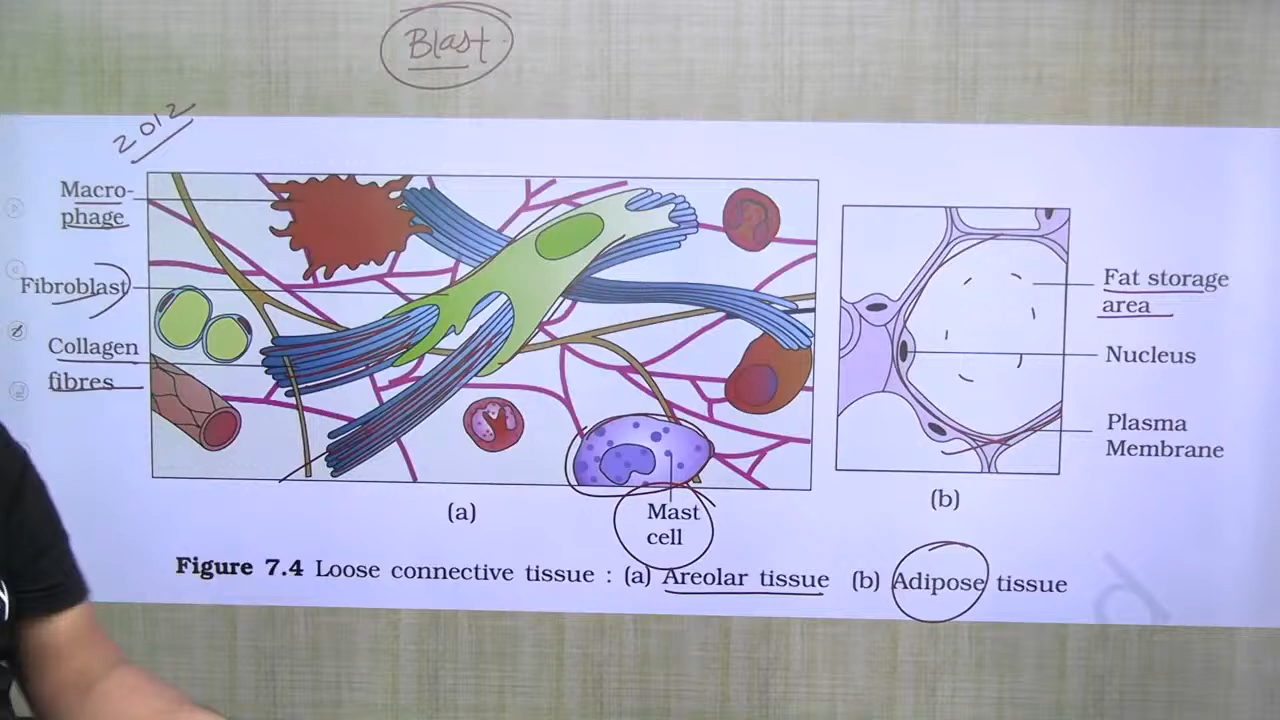 Blast
2012
Macro-
phage
Fibroblast
Collagen
fibres
Mast
cell
(a)
Fat storage
area
Nucleus
Plasma
Membrane
(b)
Figure 7.4 Loose connective tissue : (a) Areolar tissue (b) Adipose tissue
d